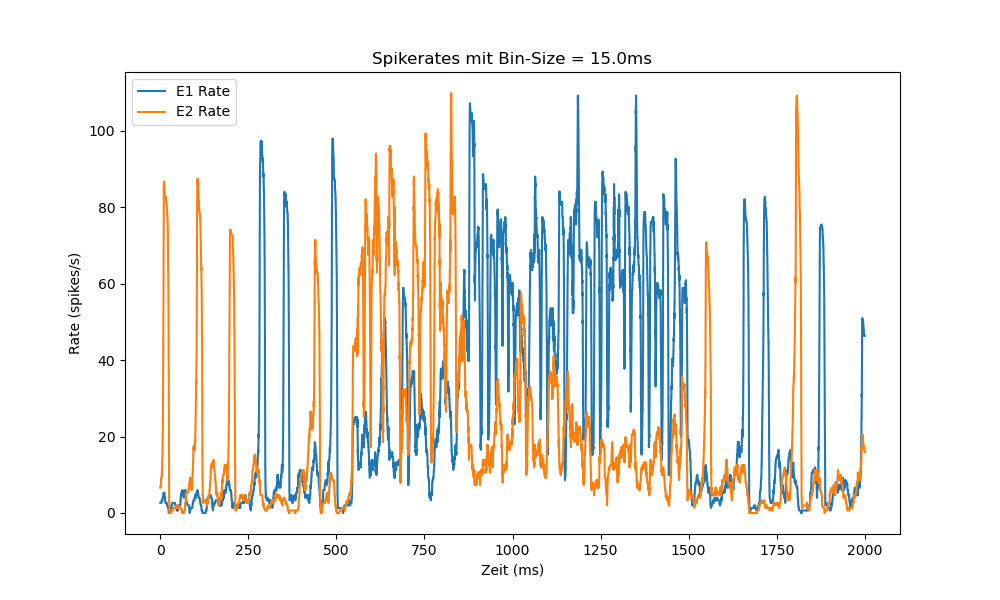 Spikerates mit Bin-Size = 15.0ms
E1 Rate
E2 Rate
Rate (spikes/s)
100
80
60
40
20
0
0 250 500 750 1000 1250 1500 1750 2000
Zeit (ms)